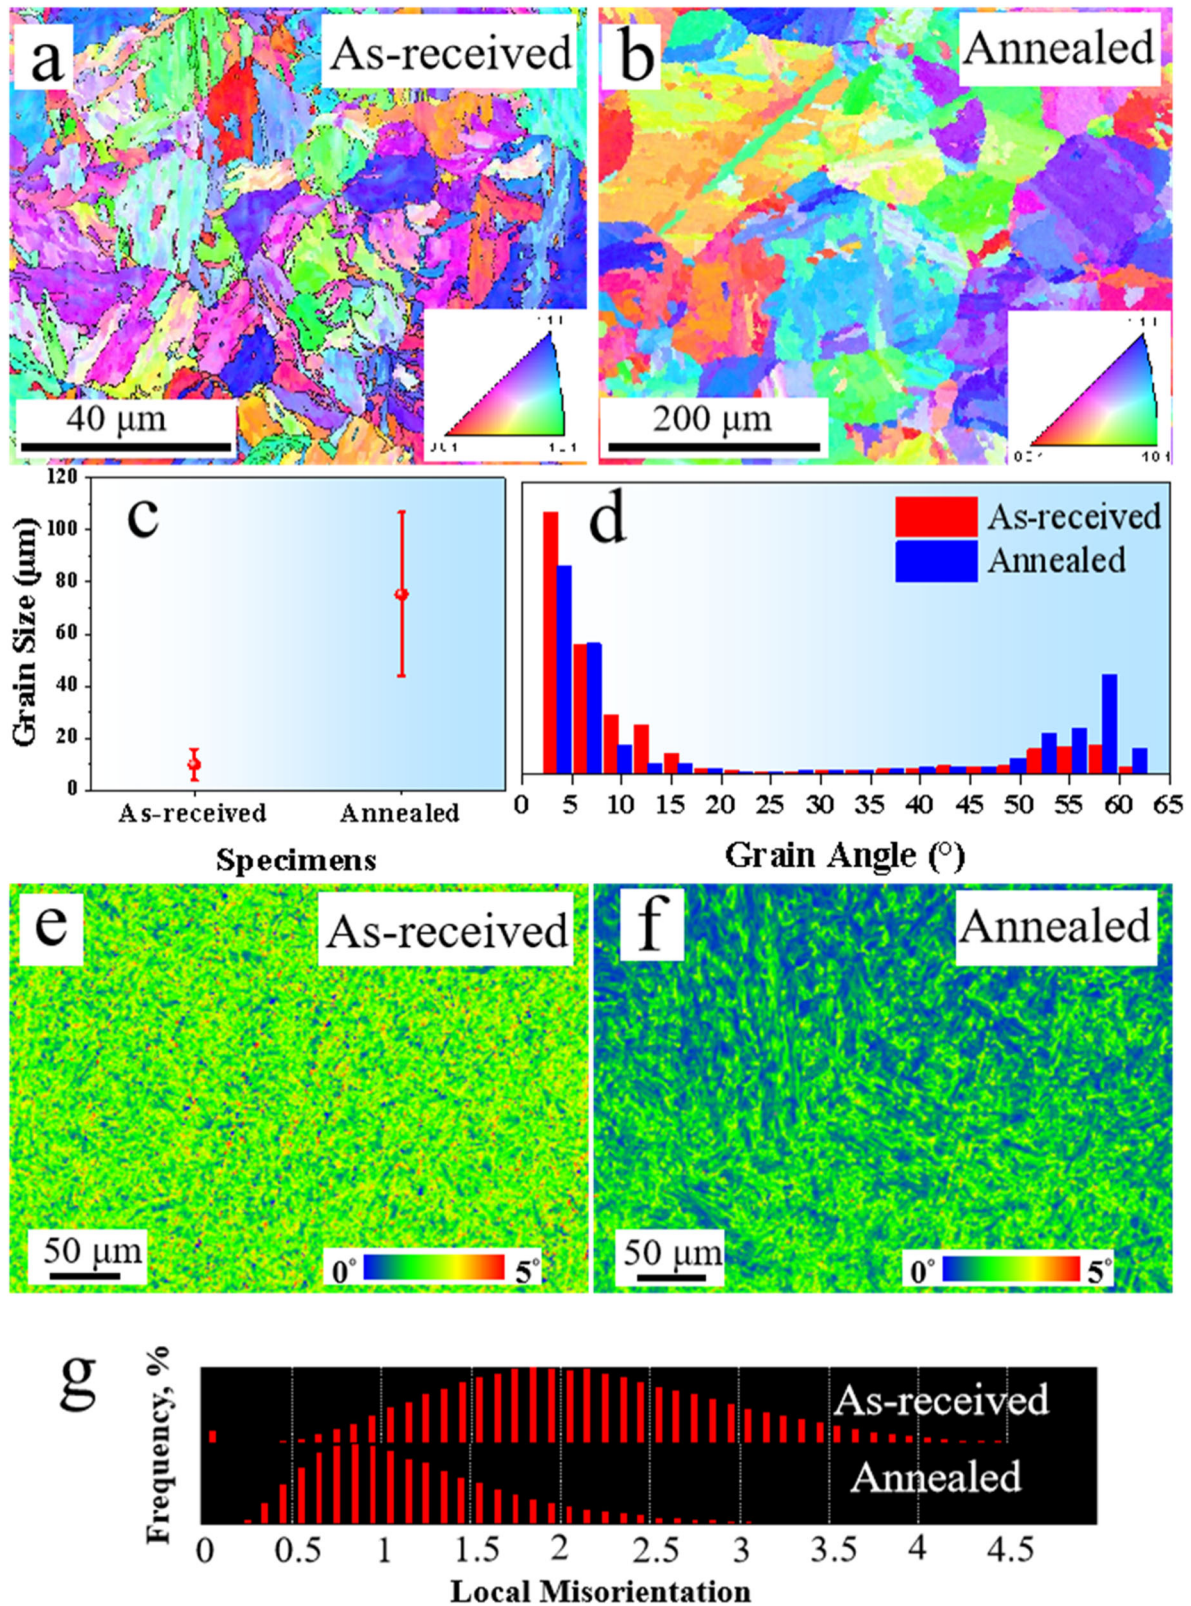 a
As-received
40 μm
b
Annealed
200 μm
c
120
100
80
60
40
20
0
Grain Size (μm)
As-received
Annealed
Specimens
d
As-received
Annealed
0 5 10 15 20 25 30 35 40 45 50 55 60 65
Grain Angle (°)
e
As-received
50 μm
0° 5°
f
Annealed
50 μm
0° 5°
g
Frequency, %
As-received
Annealed
0 0.5 1 1.5 2 2.5 3 3.5 4 4.5
Local Misorientation